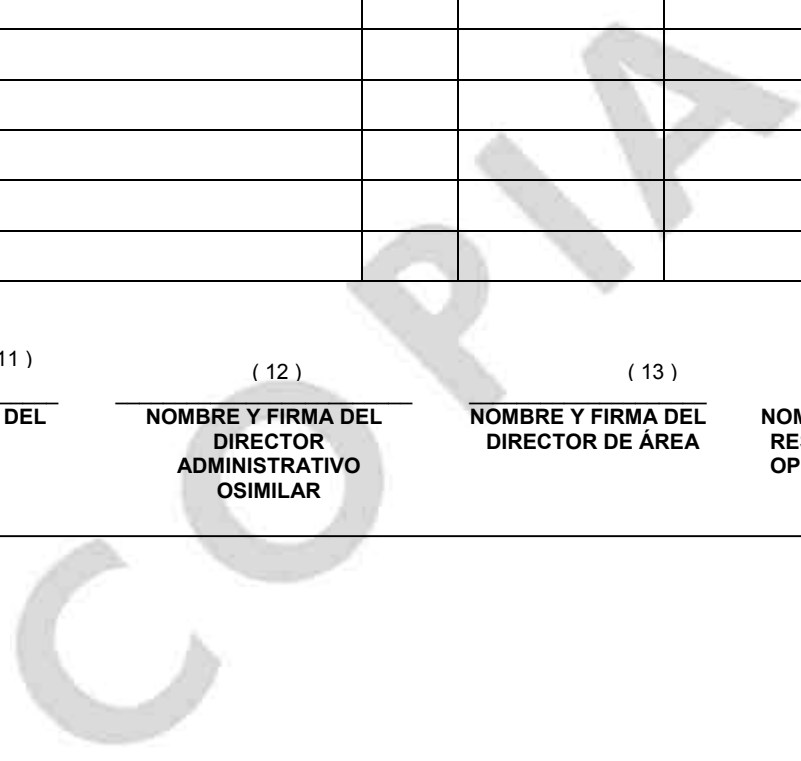 11 )
( 12 )
( 13 )
DEL
NOMBRE Y FIRMA DEL
DIRECTOR
ADMINISTRATIVO
OSIMILAR
NOMBRE Y FIRMA DEL
DIRECTOR DE ÁREA
NOM
RES
OP
COPIA